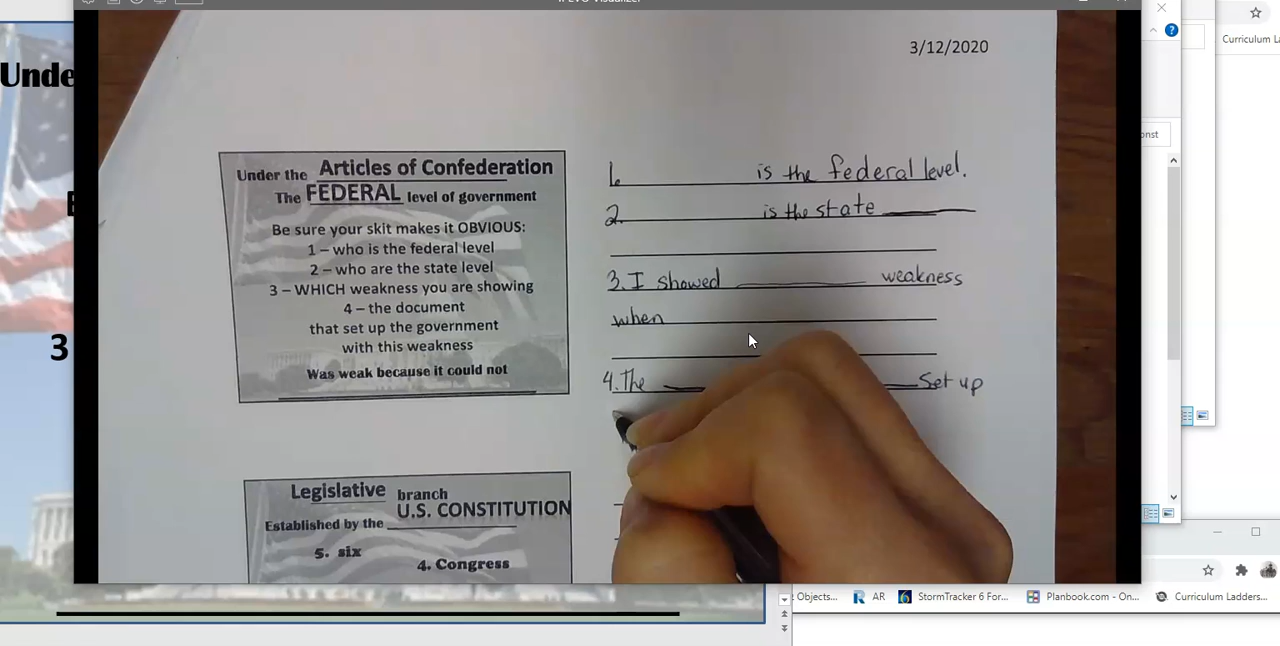 Unde
3
3/12/2020
Under the Articles of Confederation
The FEDERAL level of government
Be sure your skit makes it OBVIOUS:
1 – who is the federal level
2 – who are the state level
3 – WHICH weakness you are showing
4 – the document
that set up the government
with this weakness
Was weak because it could not
1. is the federal level.
2. is the state
3. I showed weakness
when
4. The Set up
Legislative branch
U.S. CONSTITUTION
Established by the
5. six
4. Congress
Curriculum La
onst
Objects...
AR
StormTracker 6 For...
Planbook.com - On...
Curriculum Ladders...